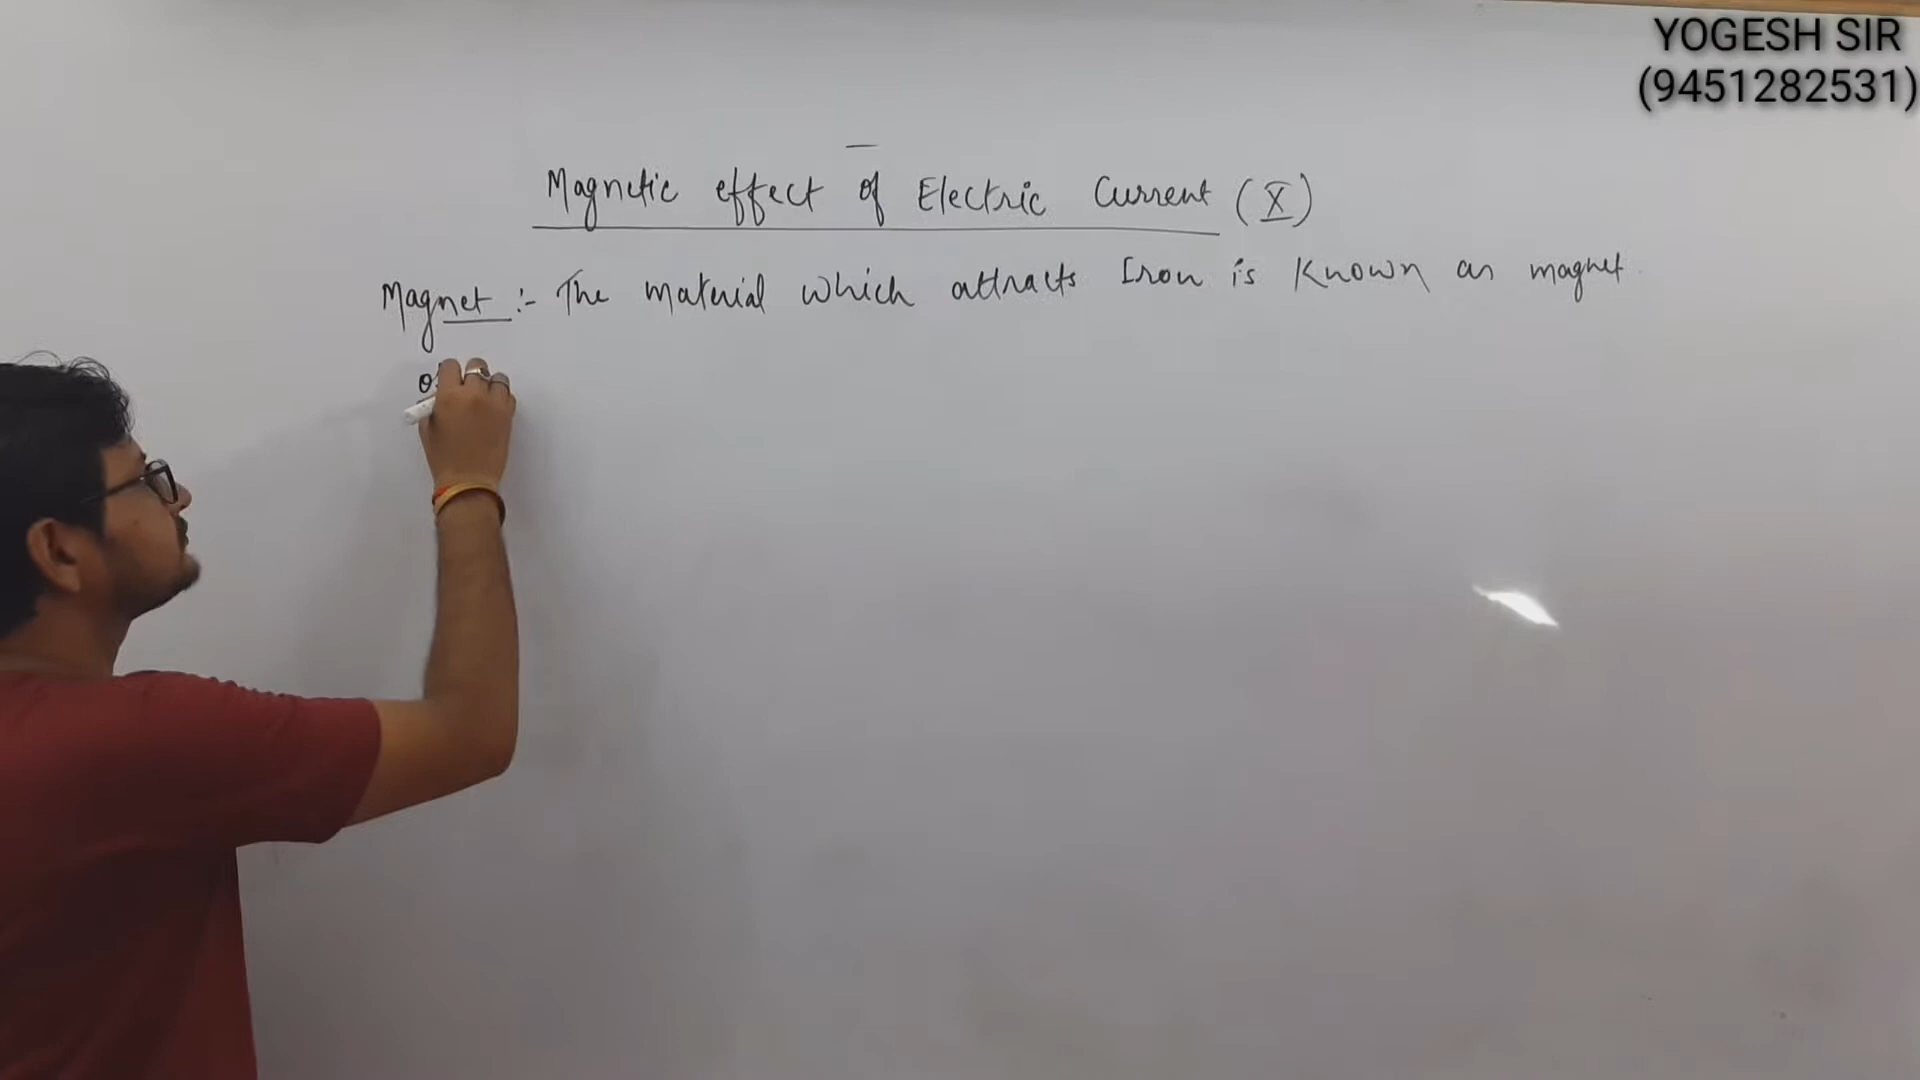 YOGESH SIR
(9451282531)
Magnetic effect of Electric Current (X)
Magnet :- The material which attracts Iron is Known as magnet.